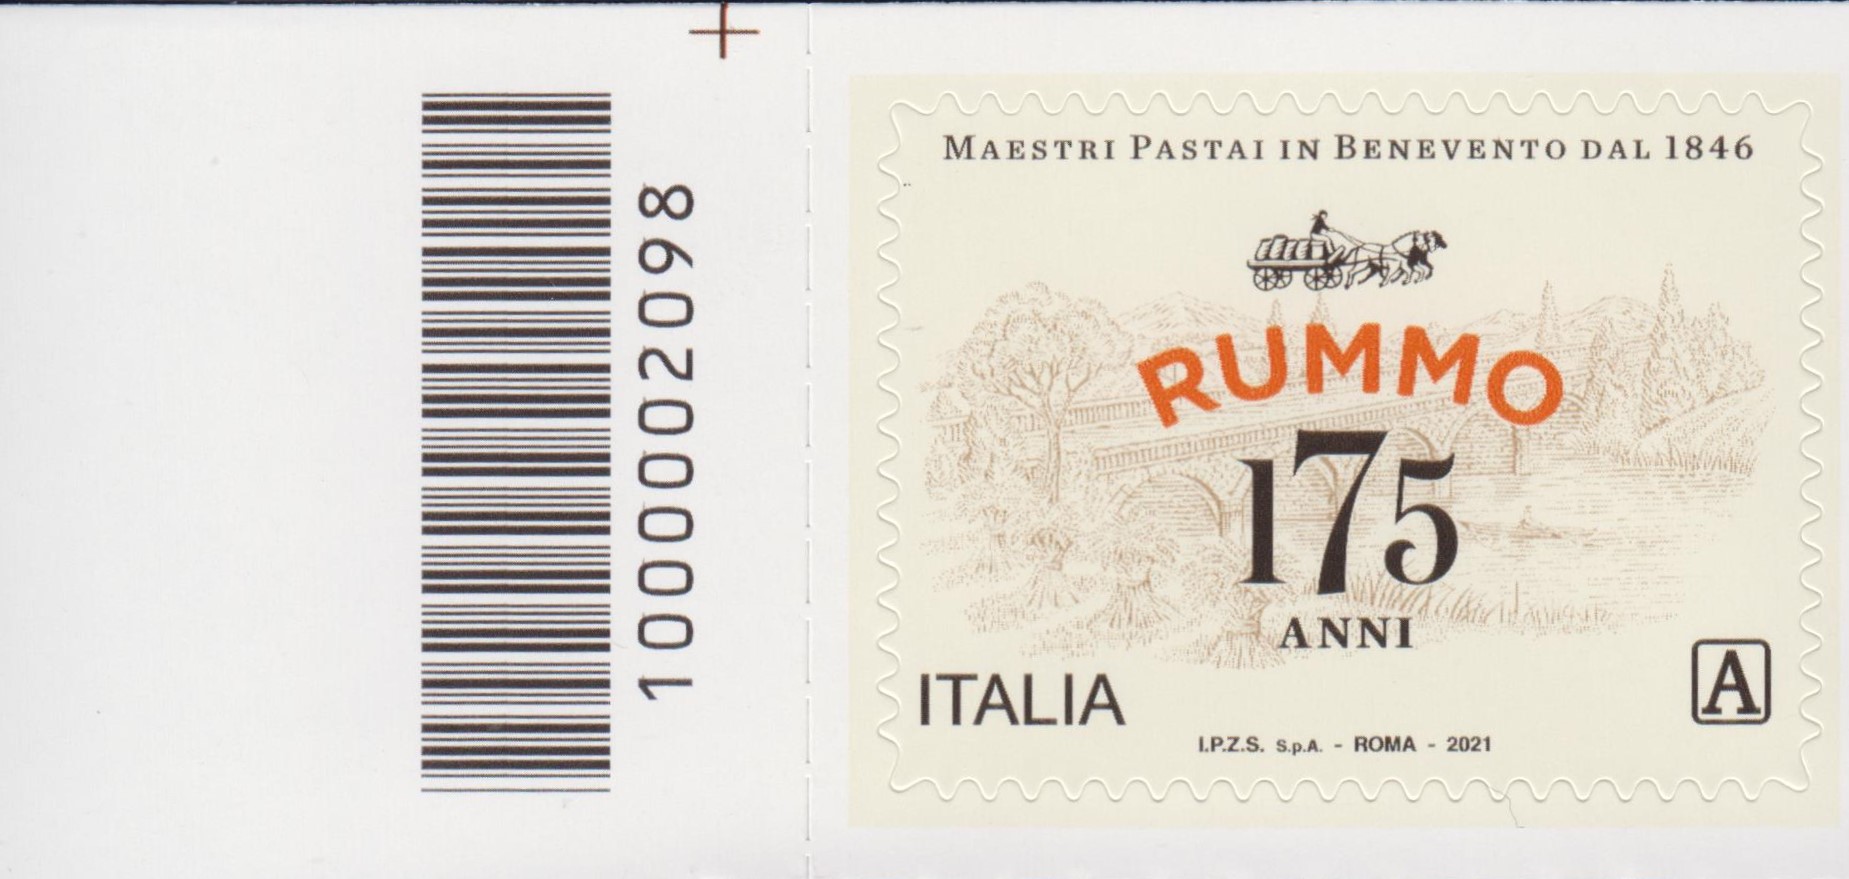 1000002098
MAESTRI PASTAI IN BENEVENTO DAL 1846
RUMMO
175
ANNI
ITALIA
A
I.P.Z.S. S.p.A. - ROMA - 2021